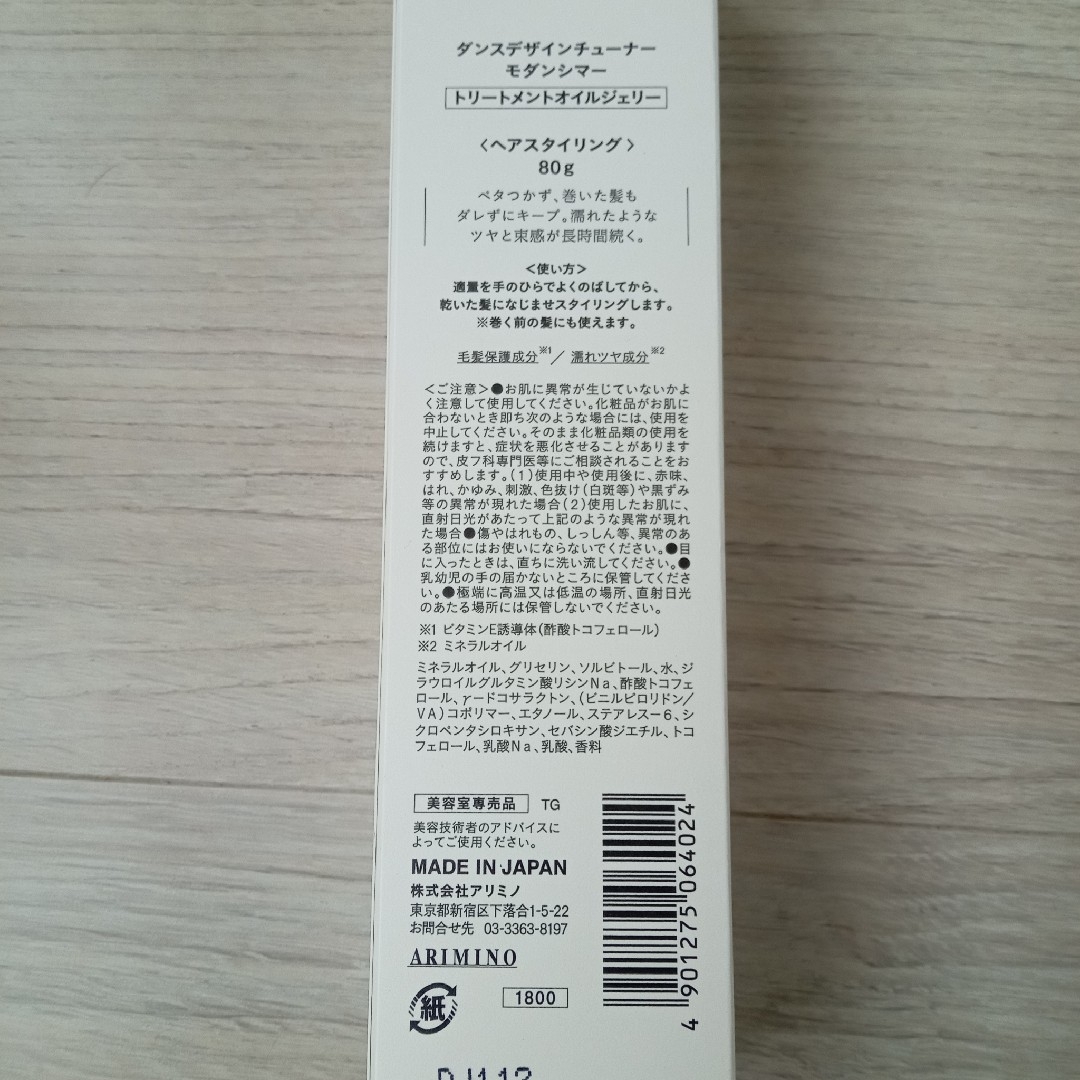 ダンスデザインチューナー
モダンシマー
トリートメントオイルジェリー
〈ヘアスタイリング〉
80g
ベタつかず、巻いた髪も
ダレずにキープ。濡れたような
ツヤと束感が長時間続く。
＜使い方＞
適量を手のひらでよくのばしてから、
乾いた髪になじませスタイリングします。
※巻く前の髪にも使えます。
毛髪保護成分※1／濡れツヤ成分※2
＜ご注意＞●お肌に異常が生じていないかよ
く注意して使用してください。化粧品がお肌に
合わないとき即ち次のような場合には、使用を
中止してください。そのまま化粧品類の使用を
続けますと、症状を悪化させることがあります
ので、皮フ科専門医等にご相談されることをお
すすめします。(1)使用中や使用後に、赤味、
はれ、かゆみ、刺激、色抜け(白斑等)や黒ずみ
等の異常が現れた場合(2)使用したお肌に、
直射日光があたって上記のような異常が現れ
た場合●傷やはれもの、しっしん等、異常のあ
る部位にはお使いにならないでください。●目
に入ったときは、直ちに洗い流してください。●
乳幼児の手の届かないところに保管してくださ
い。●極端に高温又は低温の場所、直射日光
のあたる場所には保管しないでください。
※1 ビタミンE誘導体(酢酸トコフェロール)
※2 ミネラルオイル
ミネラルオイル、グリセリン、ソルビトール、水、ジ
ラウロイルグルタミン酸リシンNa、酢酸トコフェ
ロール、γードコサラクトン、(ビニルピロリドン/
VA)コポリマー、エタノール、ステアレスー6、シ
クロペンタシロキサン、セバシン酸ジエチル、トコ
フェロール、乳酸Na、乳酸、香料
美容室専売品 TG
美容技術者のアドバイスに
よってご使用ください。
MADE IN JAPAN
株式会社アリミノ
東京都新宿区下落合1-5-22
お問合せ先 03-3363-8197
ARIMINO
紙
1800
4 901275 064024